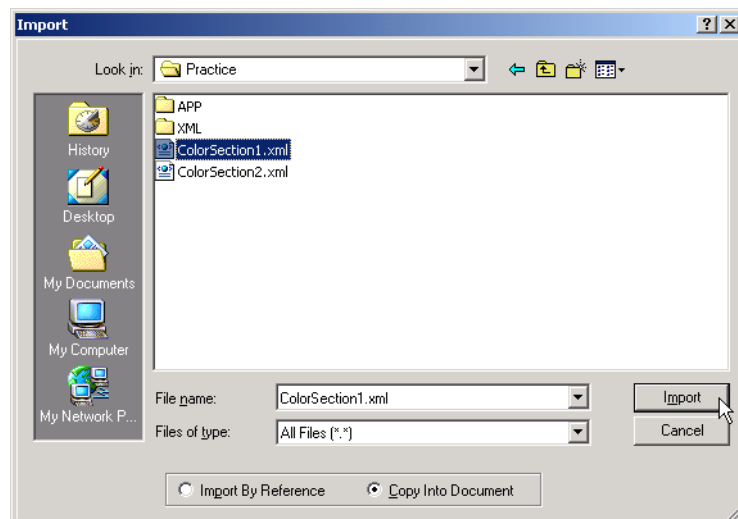 Import
Look in: Practice
APP
XML
ColorSection1.xml
ColorSection2.xml
History
Desktop
My Documents
My Computer
My Network P...
File name: ColorSection1.xml Import
Files of type: All Files (*.*) Cancel
Import By Reference Copy Into Document